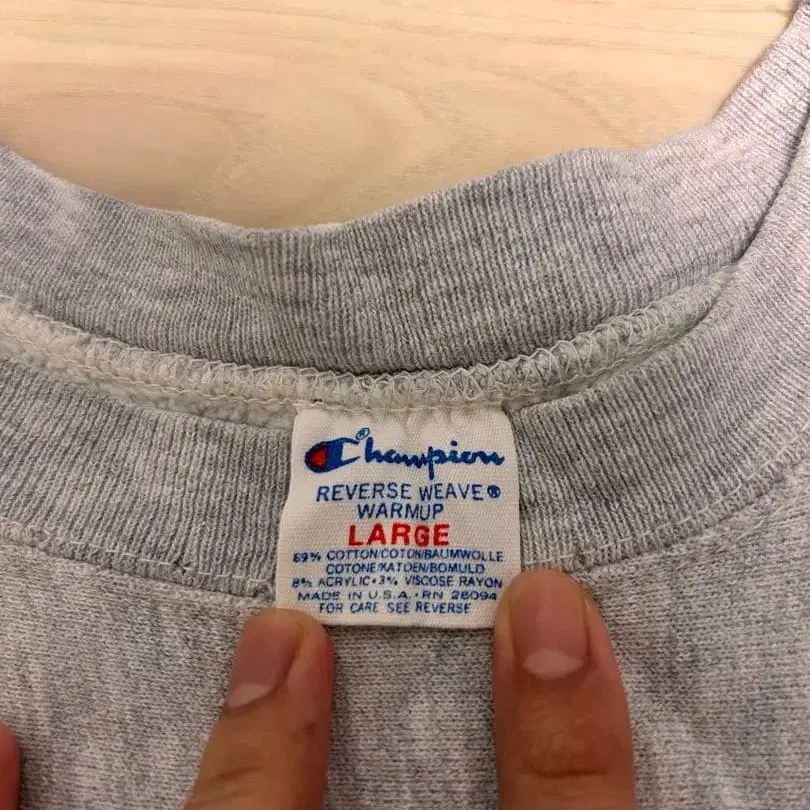 Champion®
REVERSE WEAVE®
WARMUP
LARGE
89% COTTON/COTON/BAUMWOLLE
COTONE/KATOEN/BOMULD
8% ACRYLIC•3% VISCOSE RAYON
MADE IN U.S.A.•RN 26094
FOR CARE SEE REVERSE